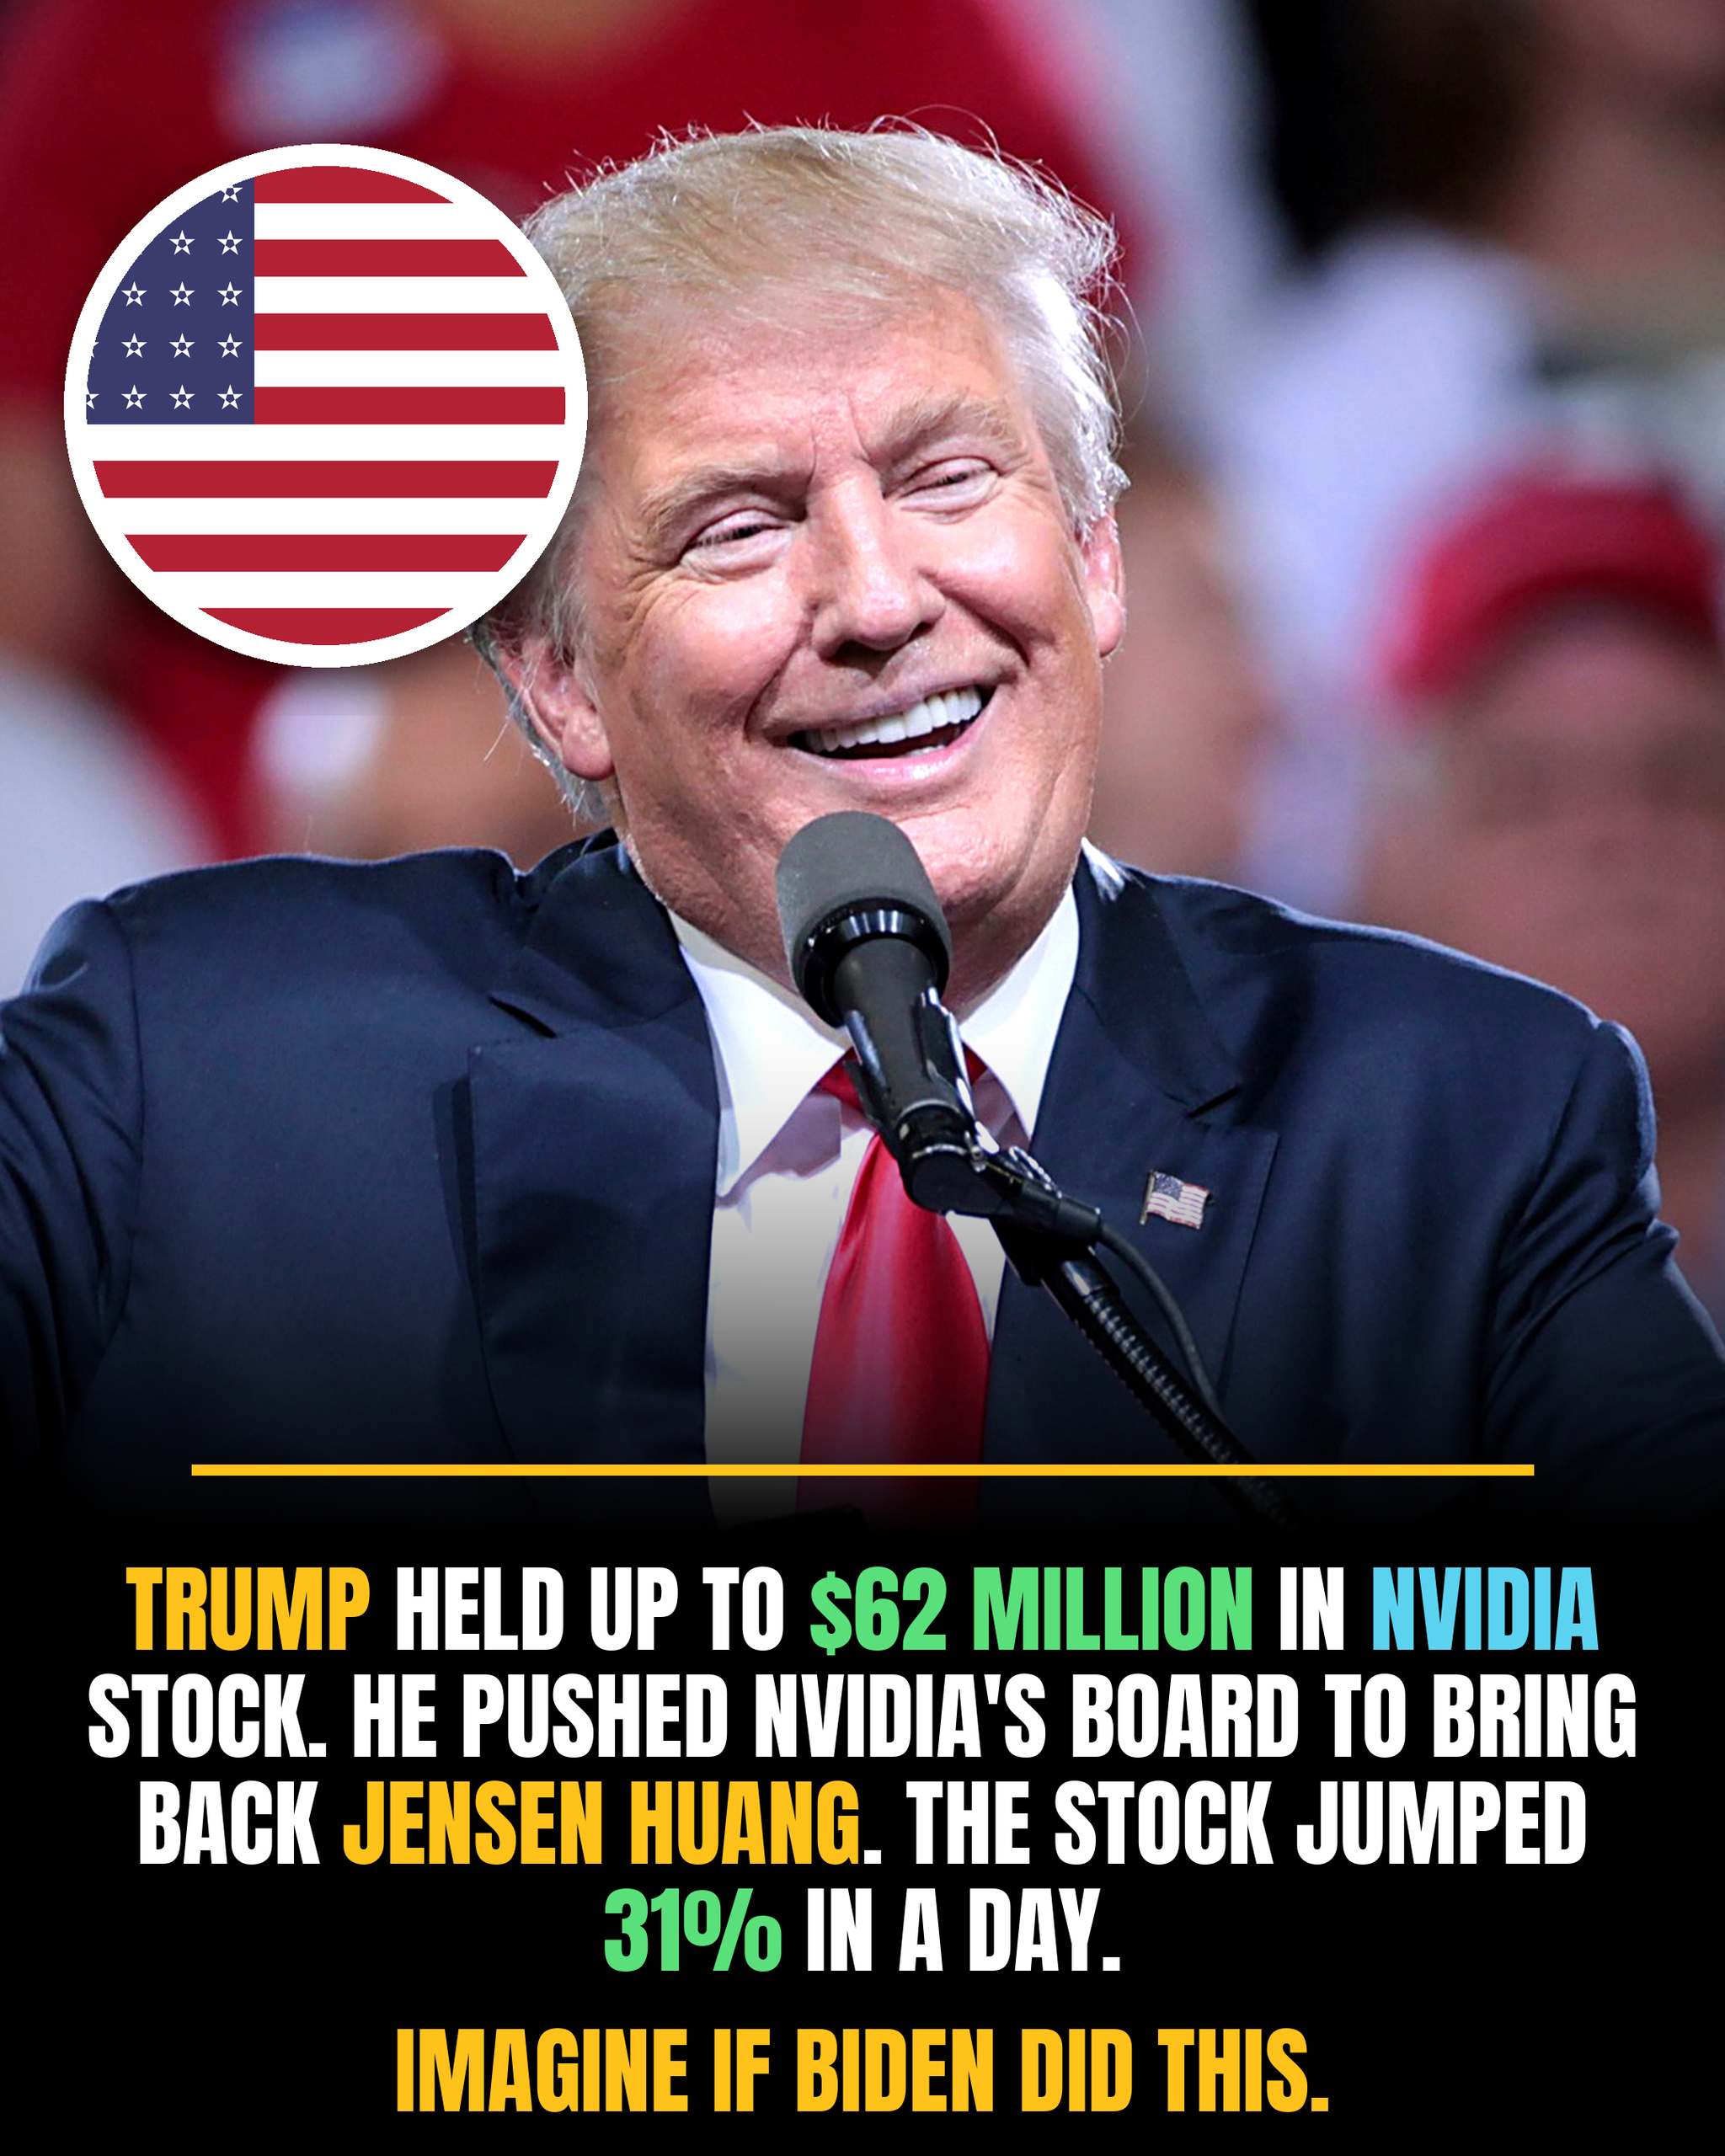 TRUMP HELD UP TO $62 MILLION IN NVIDIA
STOCK. HE PUSHED NVIDIA'S BOARD TO BRING
BACK JENSEN HUANG. THE STOCK JUMPED
31% IN A DAY.
IMAGINE IF BIDEN DID THIS.